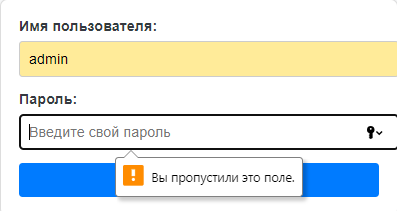 Имя пользователя:
admin
Пароль:
Введите свой пароль
Вы пропустили это поле.